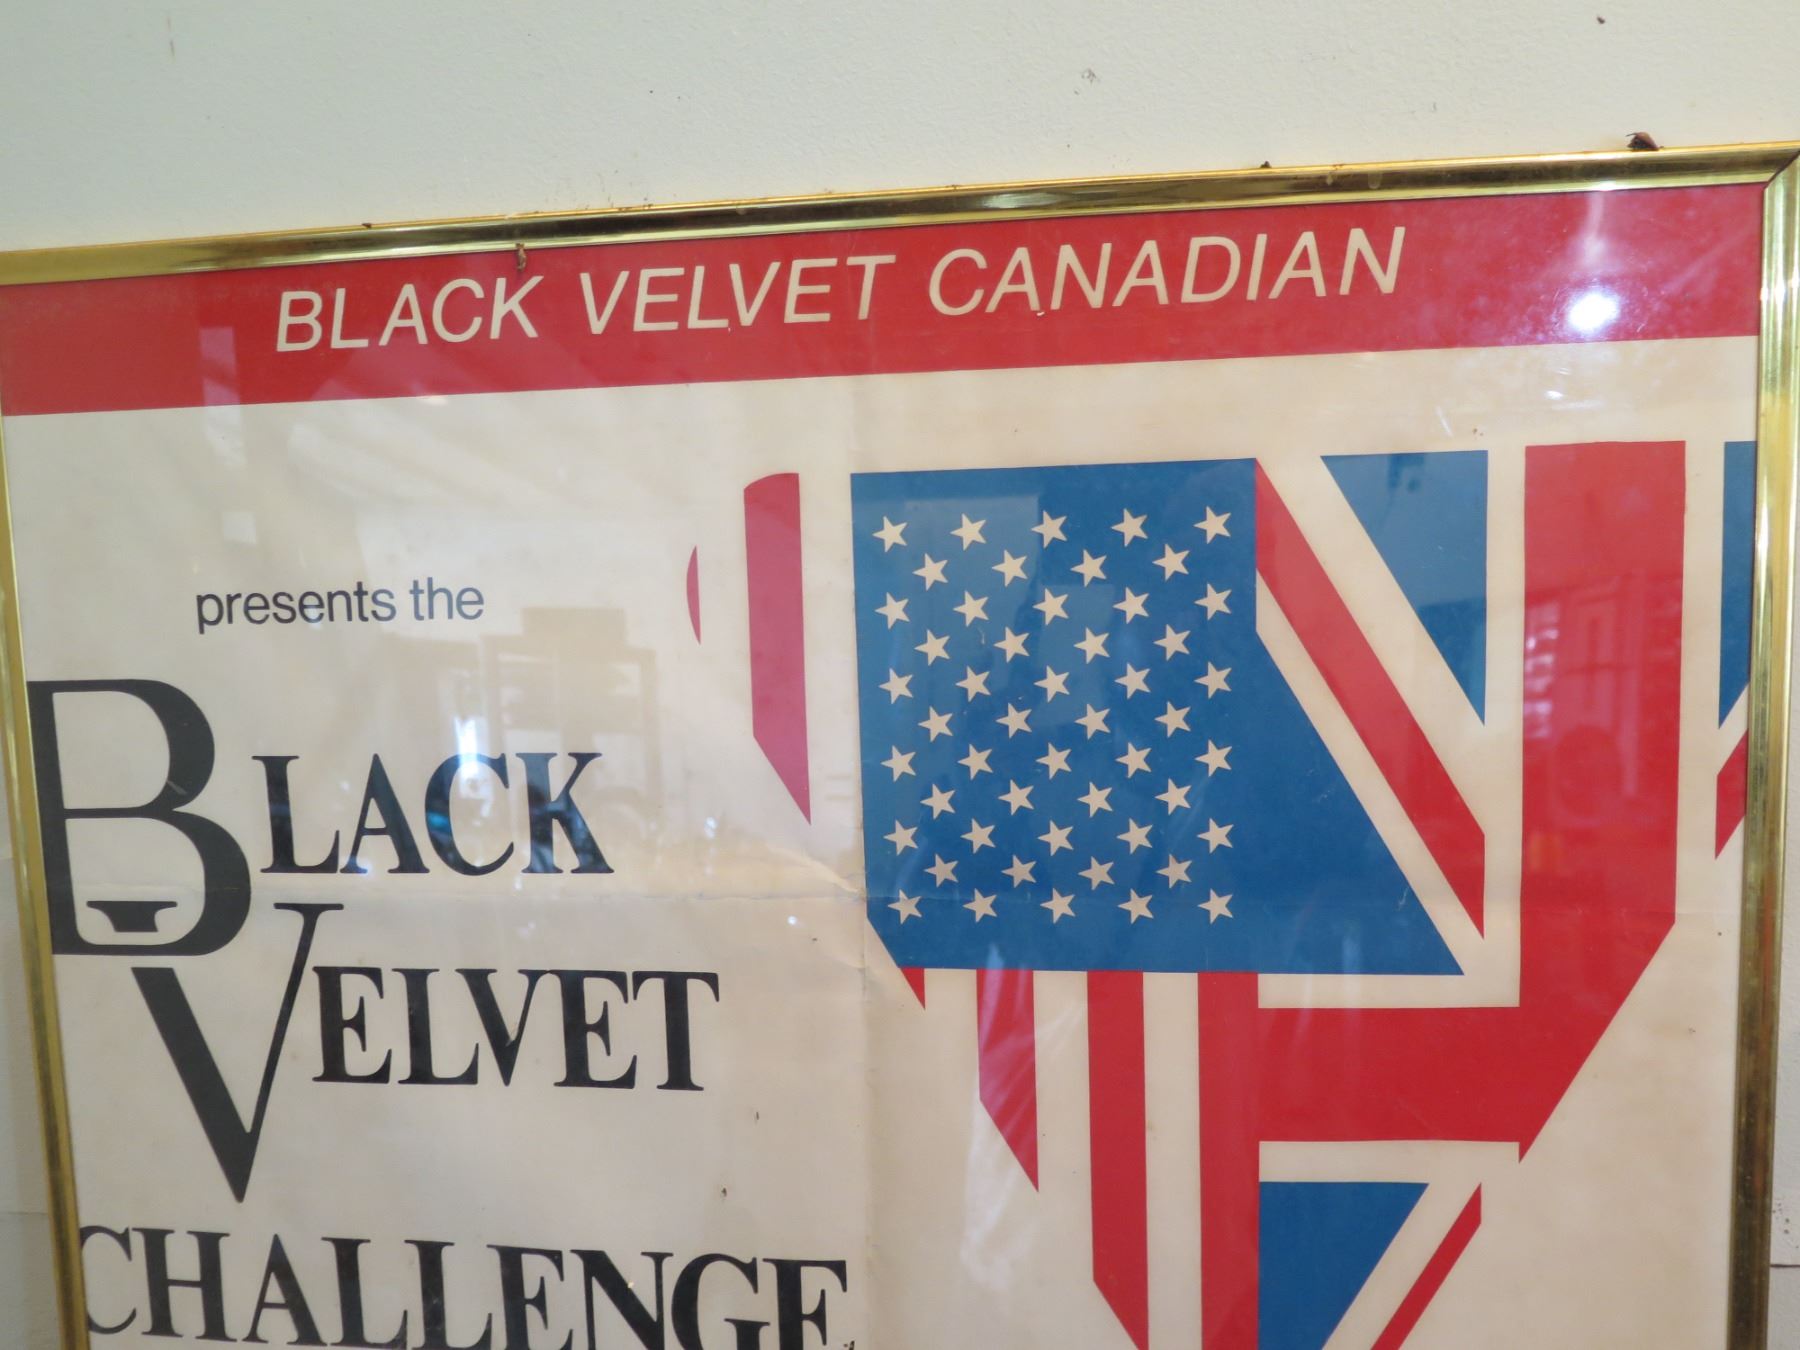 BLACK VELVET CANADIAN
presents the
BLACK
VELVET
CHALLENGE